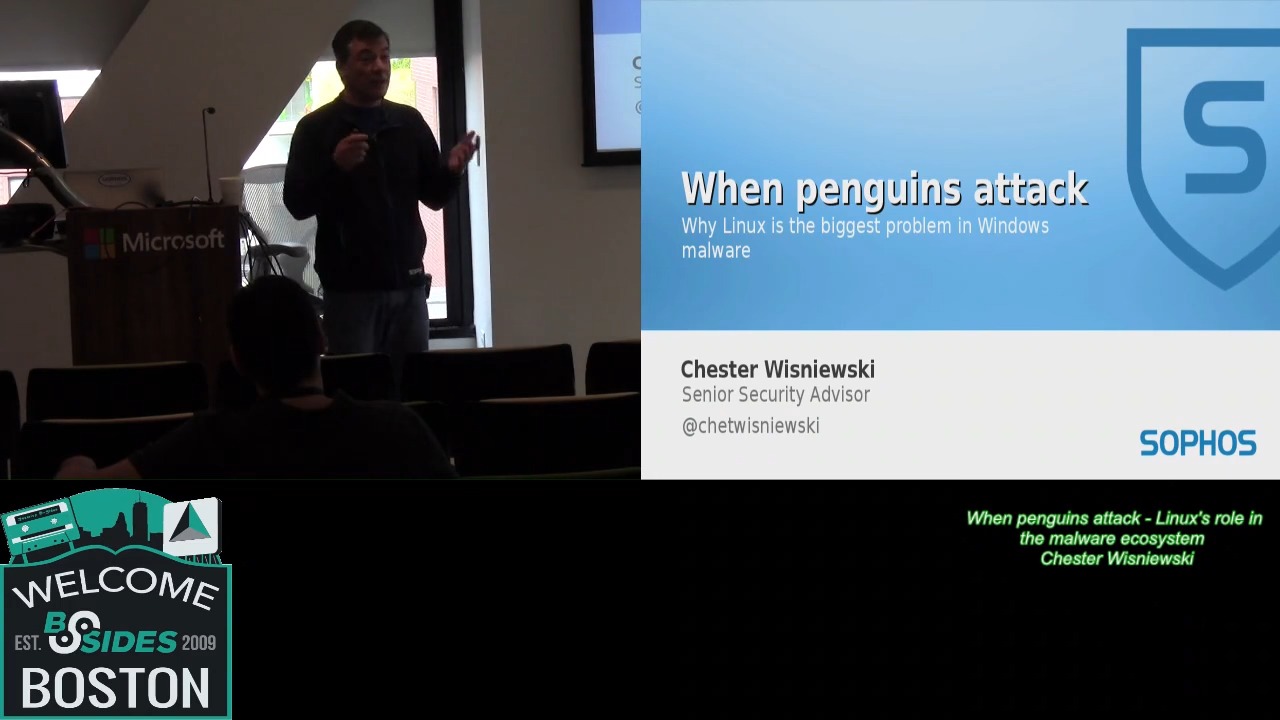 Microsoft
When penguins attack
Why Linux is the biggest problem in Windows
malware
Chester Wisniewski
Senior Security Advisor
@chetwisniewski
SOPHOS
When penguins attack - Linux's role in
the malware ecosystem
Chester Wisniewski
WELCOME
EST. BSIDES 2009
BOSTON